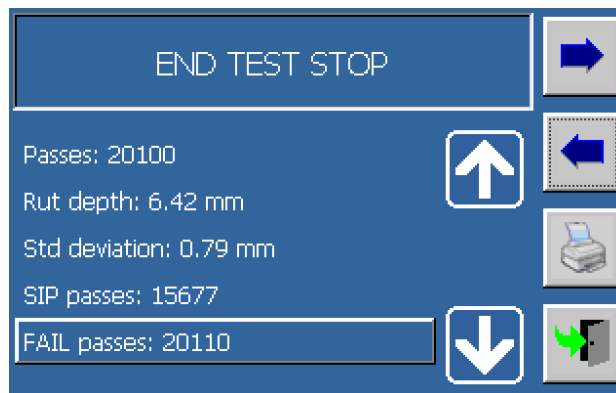 END TEST STOP
Passes: 20100
Rut depth: 6.42 mm
Std deviation: 0.79 mm
SIP passes: 15677
FAIL passes: 20110